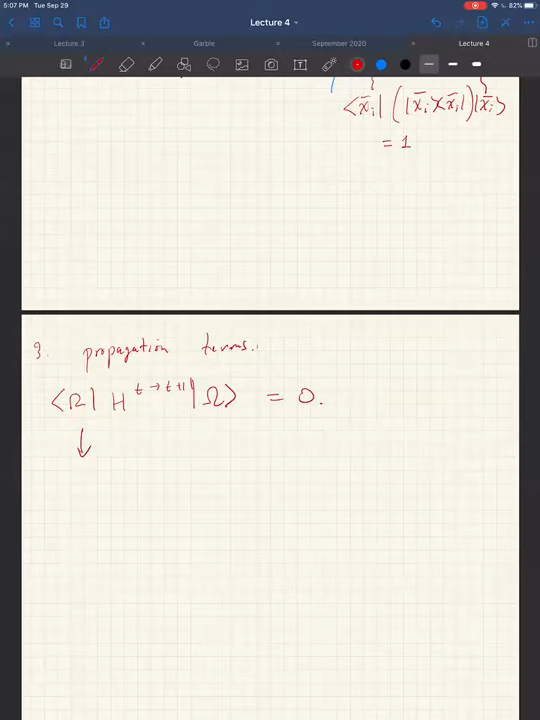 5:07 PM Tue Sep 29
82%
Lecture 4
Lecture 3
Garble
September 2020
Lecture 4
⟨x̄ᵢ| (|x̄ᵢ⟩⟨x̄ᵢ|) |x̄ᵢ⟩
= 1
3. propagation terms.
⟨Ω| H^{t→t+1} |Ω⟩ = 0.
↓